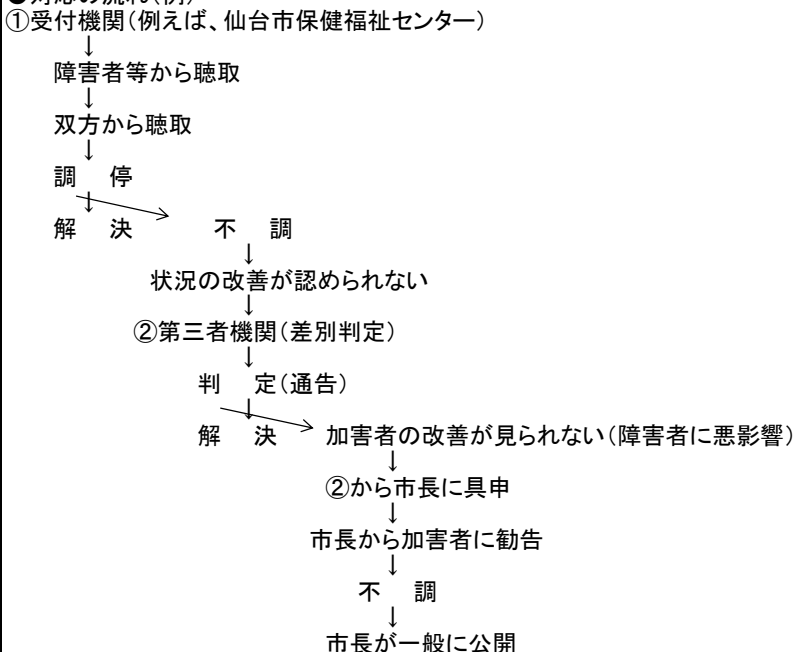 ●対応の流れ(例)
①受付機関(例えば、仙台市保健福祉センター)
↓
障害者等から聴取
↓
双方から聴取
↓
調　停
↓
解　決　不　調
↓
状況の改善が認められない
↓
②第三者機関(差別判定)
↓
判　定(通告)
↓
解　決　加害者の改善が見られない(障害者に悪影響)
↓
②から市長に具申
↓
市長から加害者に勧告
↓
不　調
↓
市長が一般に公開